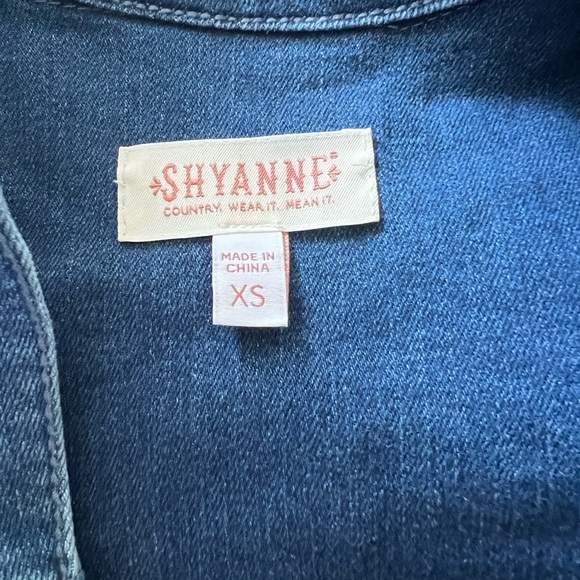 SHYANNE
COUNTRY. WEAR IT. MEAN IT.
MADE IN
CHINA
XS